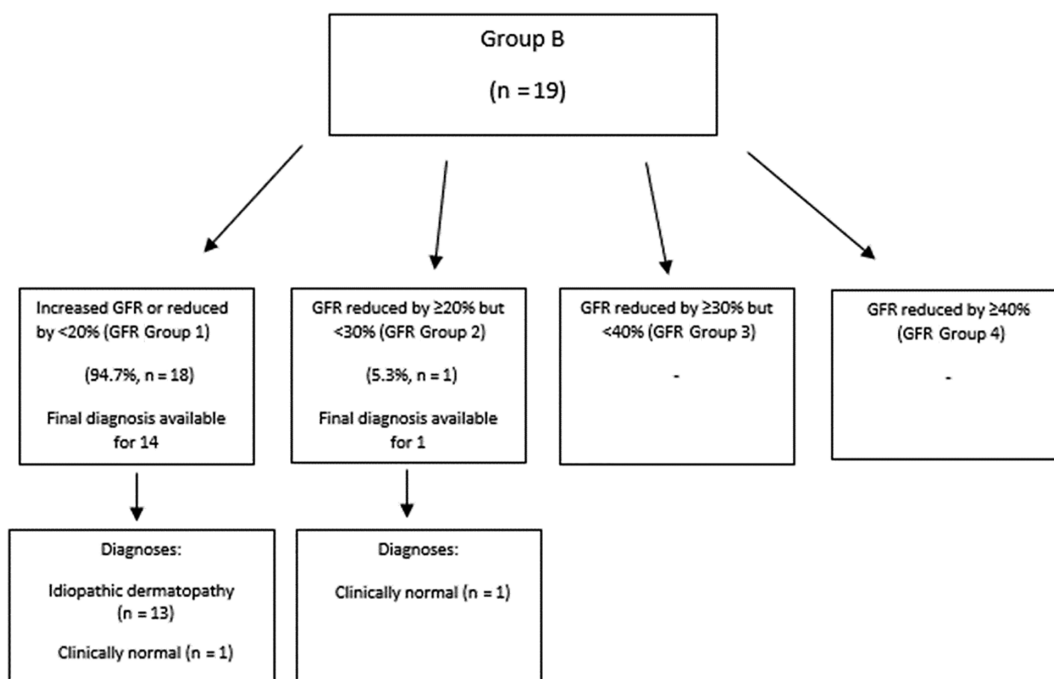 Group B
(n = 19)
Increased GFR or reduced
by <20% (GFR Group 1)
(94.7%, n = 18)
Final diagnosis available
for 14
GFR reduced by ≥20% but
<30% (GFR Group 2)
(5.3%, n = 1)
Final diagnosis available
for 1
GFR reduced by ≥30% but
<40% (GFR Group 3)
-
GFR reduced by ≥40%
(GFR Group 4)
-
Diagnoses:
Idiopathic dermatopathy
(n = 13)
Clinically normal (n = 1)
Diagnoses:
Clinically normal (n = 1)